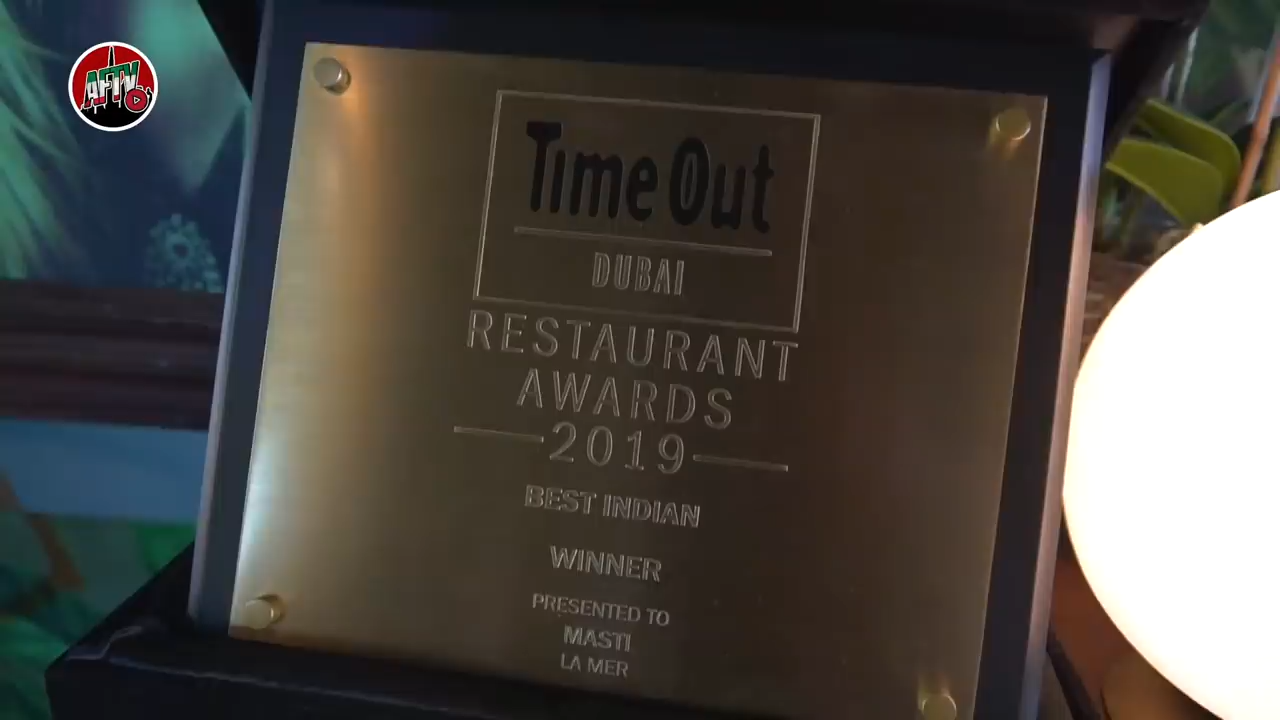 AFTV
Time Out
DUBAI
RESTAURANT
AWARDS
2019
BEST INDIAN
WINNER
PRESENTED TO
MASTI
LA MER